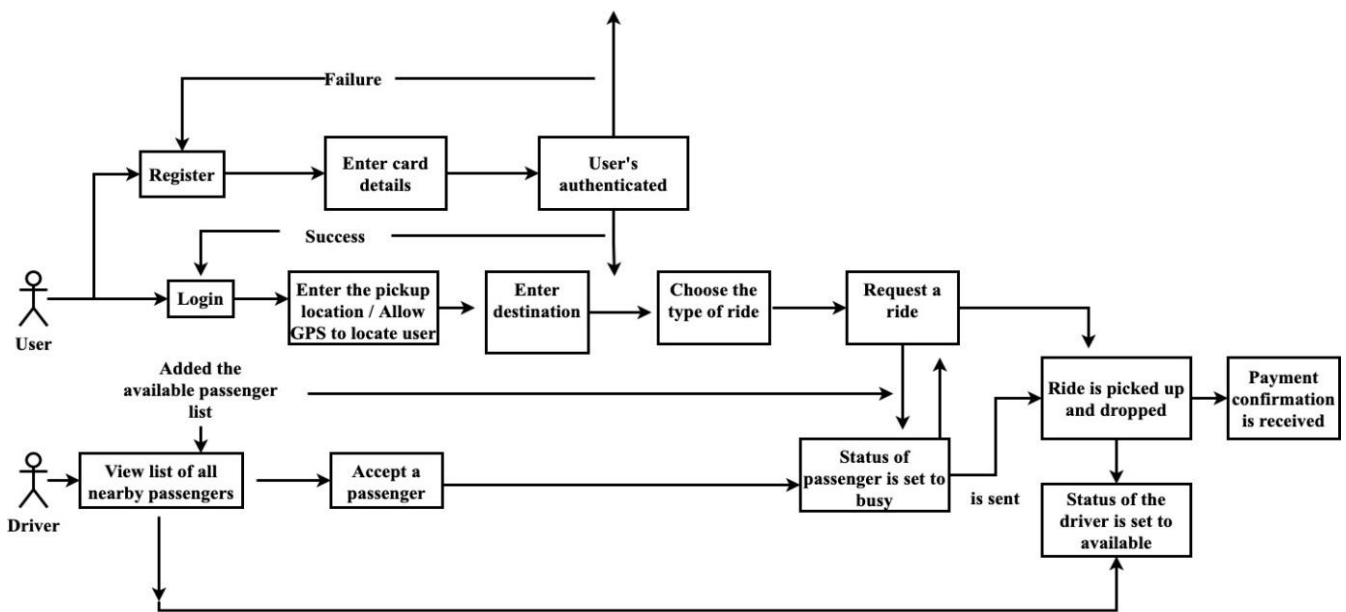 Failure
Register
Enter card
details
User's
authenticated
Success
User
Login
Enter the pickup
location / Allow
GPS to locate user
Enter
destination
Choose the
type of ride
Request a
ride
Added the
available passenger
list
Ride is picked up
and dropped
Payment
confirmation
is received
Driver
View list of all
nearby passengers
Accept a
passenger
Status of
passenger is set to
busy
is sent
Status of the
driver is set to
available